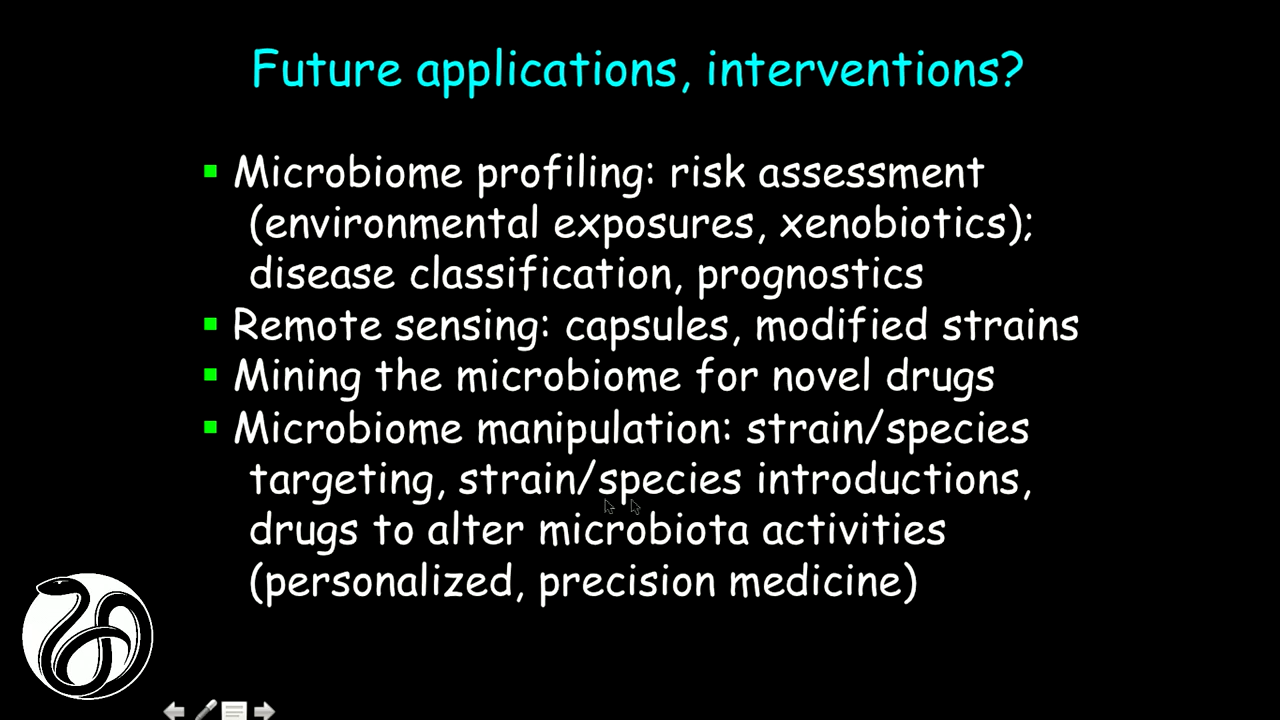 Future applications, interventions?
▪ Microbiome profiling: risk assessment
(environmental exposures, xenobiotics);
disease classification, prognostics
▪ Remote sensing: capsules, modified strains
▪ Mining the microbiome for novel drugs
▪ Microbiome manipulation: strain/species
targeting, strain/species introductions,
drugs to alter microbiota activities
(personalized, precision medicine)